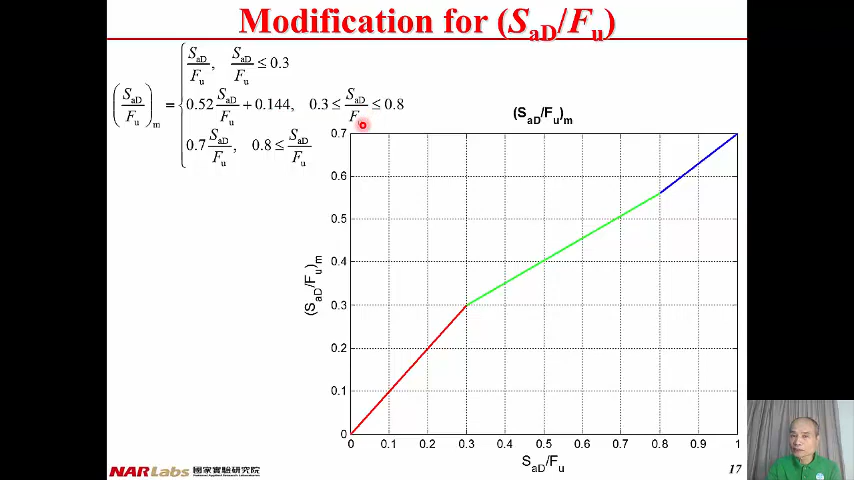 Modification for (SaD/Fu)
(SaD/Fu)m = { SaD/Fu, SaD/Fu ≤ 0.3
0.52 SaD/Fu + 0.144, 0.3 ≤ SaD/Fu ≤ 0.8
0.7 SaD/Fu, 0.8 ≤ SaD/Fu
(SaD/Fu)m
0.7
0.6
0.5
0.4
0.3
0.2
0.1
0
(SaD/Fu)m
0 0.1 0.2 0.3 0.4 0.5 0.6 0.7 0.8 0.9 1
SaD/Fu
NARLabs 國家實驗研究院
National Applied Research Laboratories
17